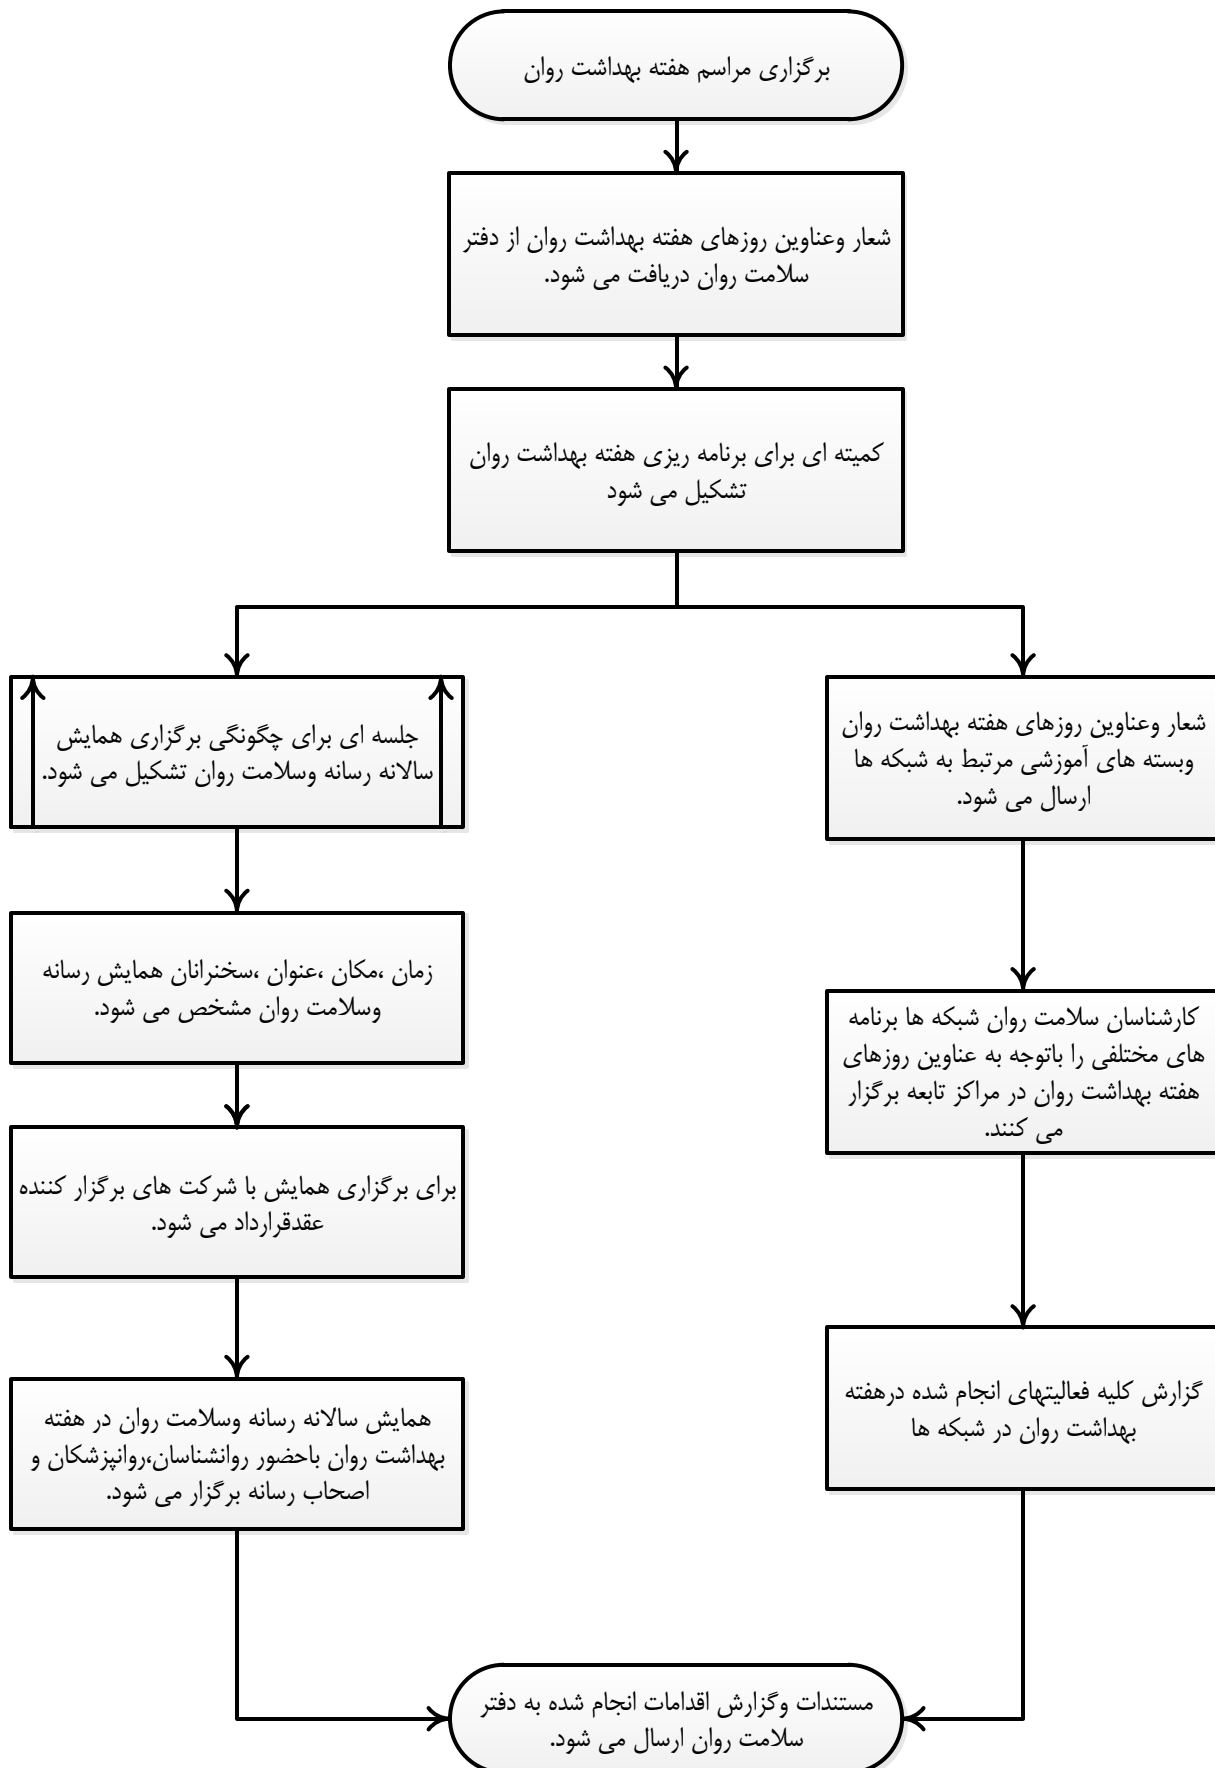 برگزاری مراسم هفته بهداشت روان
شعار وعناوین روزهای هفته بهداشت روان از دفتر
سلامت روان دریافت می شود.
کمیته ای برای برنامه ریزی هفته بهداشت روان
تشکیل می شود
شعار وعناوین روزهای هفته بهداشت روان
وبسته های آموزشی مرتبط به شبکه ها
ارسال می شود.
کارشناسان سلامت روان شبکه ها برنامه
های مختلفی را باتوجه به عناوین روزهای
هفته بهداشت روان در مراکز تابعه برگزار
می کنند.
گزارش کلیه فعالیتهای انجام شده درهفته
بهداشت روان در شبکه ها
جلسه ای برای چگونگی برگزاری همایش
سالانه رسانه وسلامت روان تشکیل می شود.
زمان ،مکان ،عنوان ،سخنرانان همایش رسانه
وسلامت روان مشخص می شود.
برای برگزاری همایش با شرکت های برگزار کننده
عقدقرارداد می شود.
همایش سالانه رسانه وسلامت روان در هفته
بهداشت روان باحضور روانشناسان،روانپزشکان و
اصحاب رسانه برگزار می شود.
مستندات وگزارش اقدامات انجام شده به دفتر
سلامت روان ارسال می شود.